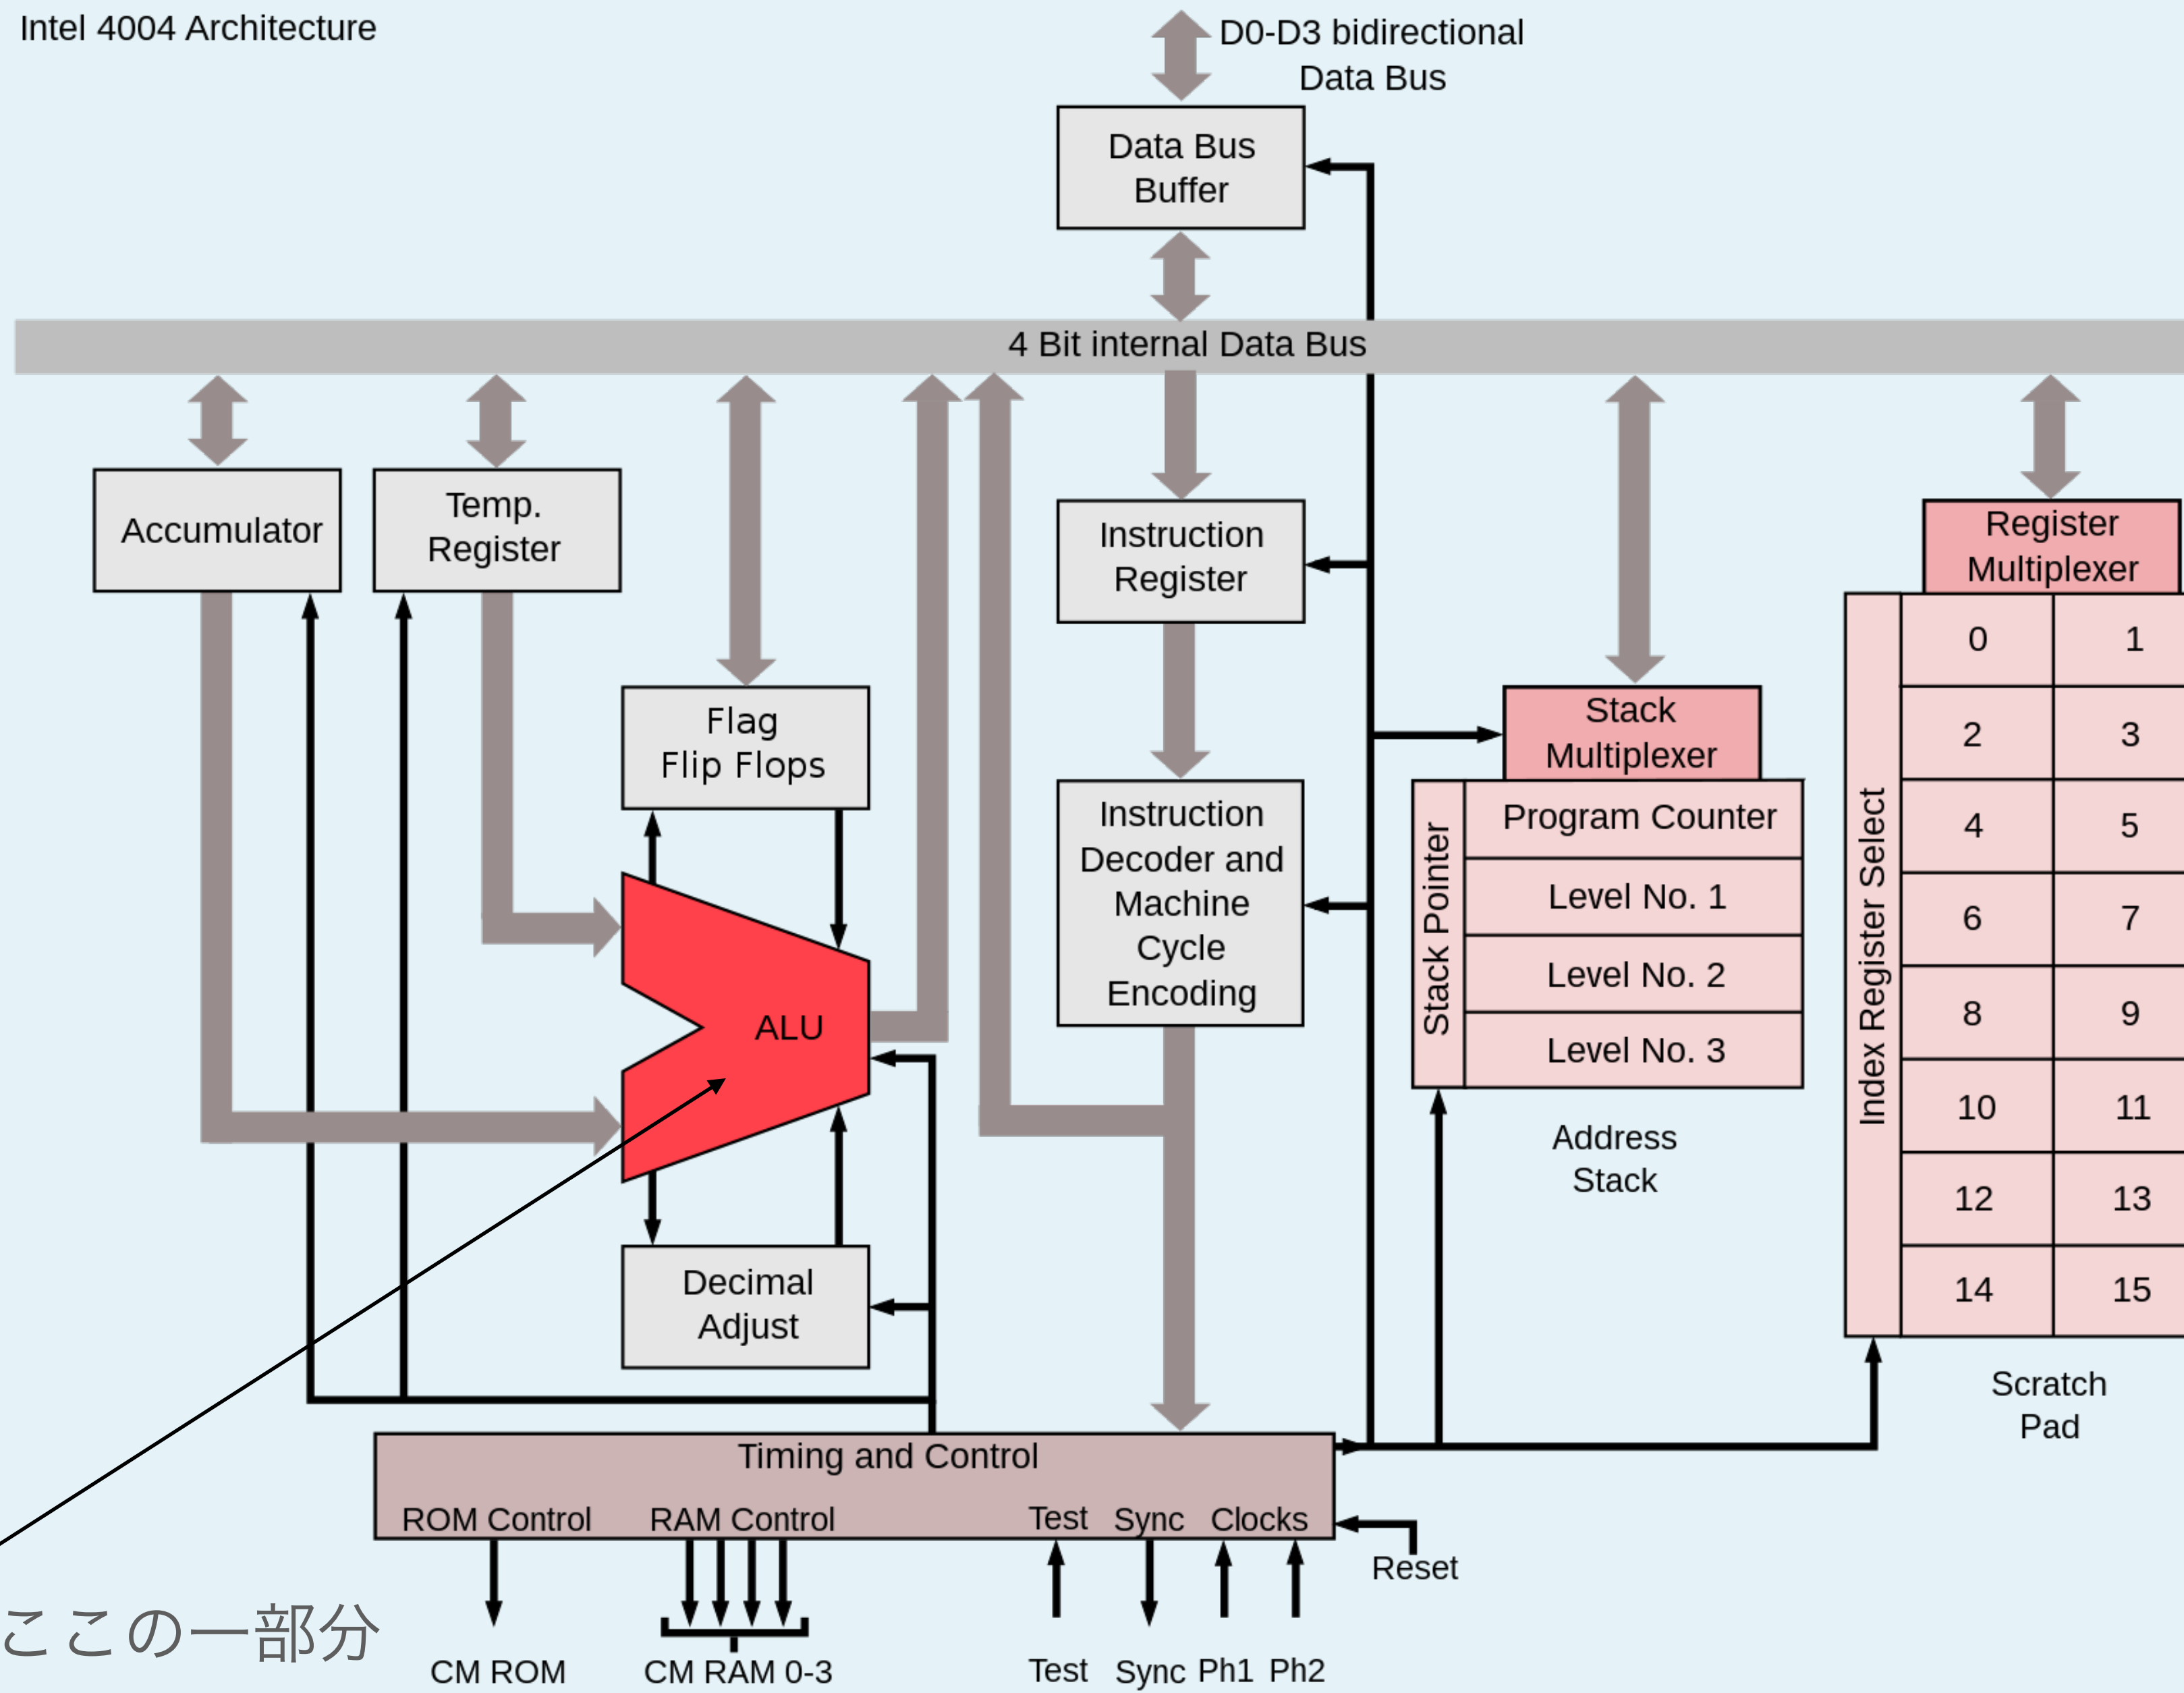 Intel 4004 Architecture
D0-D3 bidirectional
Data Bus
Data Bus
Buffer
4 Bit internal Data Bus
Accumulator
Temp.
Register
Flag
Flip Flops
ALU
Decimal
Adjust
Instruction
Register
Instruction
Decoder and
Machine
Cycle
Encoding
Stack
Multiplexer
Stack Pointer
Program Counter
Level No. 1
Level No. 2
Level No. 3
Address
Stack
Register
Multiplexer
Index Register Select
0 1
2 3
4 5
6 7
8 9
10 11
12 13
14 15
Scratch
Pad
Timing and Control
ROM Control RAM Control Test Sync Clocks
Reset
ここの一部分
CM ROM CM RAM 0-3 Test Sync Ph1 Ph2